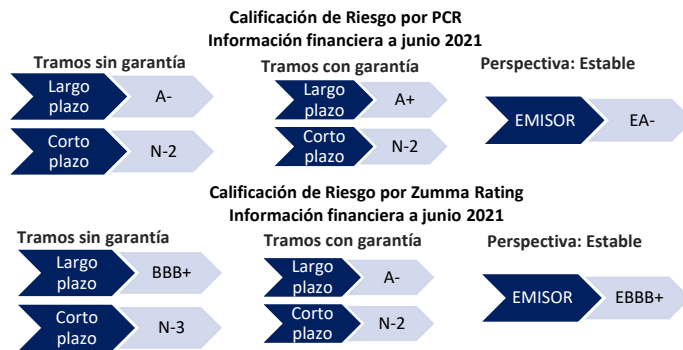 Calificación de Riesgo por PCR
Información financiera a junio 2021
Tramos sin garantía
Tramos con garantía
Perspectiva: Estable
Largo
plazo
A-
Largo
plazo
A+
EMISOR
EA-
Corto
plazo
N-2
Corto
plazo
N-2
Calificación de Riesgo por Zumma Rating
Información financiera a junio 2021
Tramos sin garantía
Tramos con garantía
Perspectiva: Estable
Largo
plazo
BBB+
Largo
plazo
A-
EMISOR
EBBB+
Corto
plazo
N-3
Corto
plazo
N-2